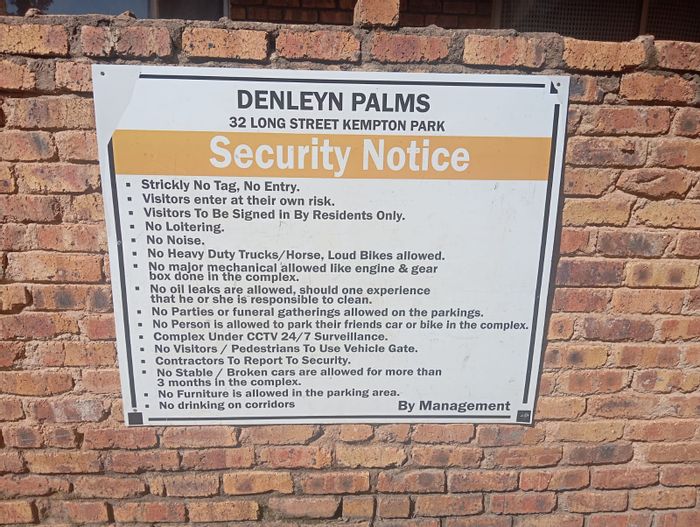 DENLEYN PALMS
32 LONG STREET KEMPTON PARK
Security Notice
▪ Strickly No Tag, No Entry.
▪ Visitors enter at their own risk.
▪ Visitors To Be Signed in By Residents Only.
▪ No Loitering.
▪ No Noise.
▪ No Heavy Duty Trucks/Horse, Loud Bikes allowed.
▪ No major mechanical allowed like engine & gear
box done in the complex.
▪ No oil leaks are allowed, should one experience
that he or she is responsible to clean.
▪ No Parties or funeral gatherings allowed on the parkings.
▪ No Person is allowed to park their friends car or bike in the complex.
▪ Complex Under CCTV 24/7 Surveillance.
▪ No Visitors / Pedestrians To Use Vehicle Gate.
▪ Contractors To Report To Security.
▪ No Stable / Broken cars are allowed for more than
3 months in the complex.
▪ No Furniture is allowed in the parking area.
▪ No drinking on corridors
By Management